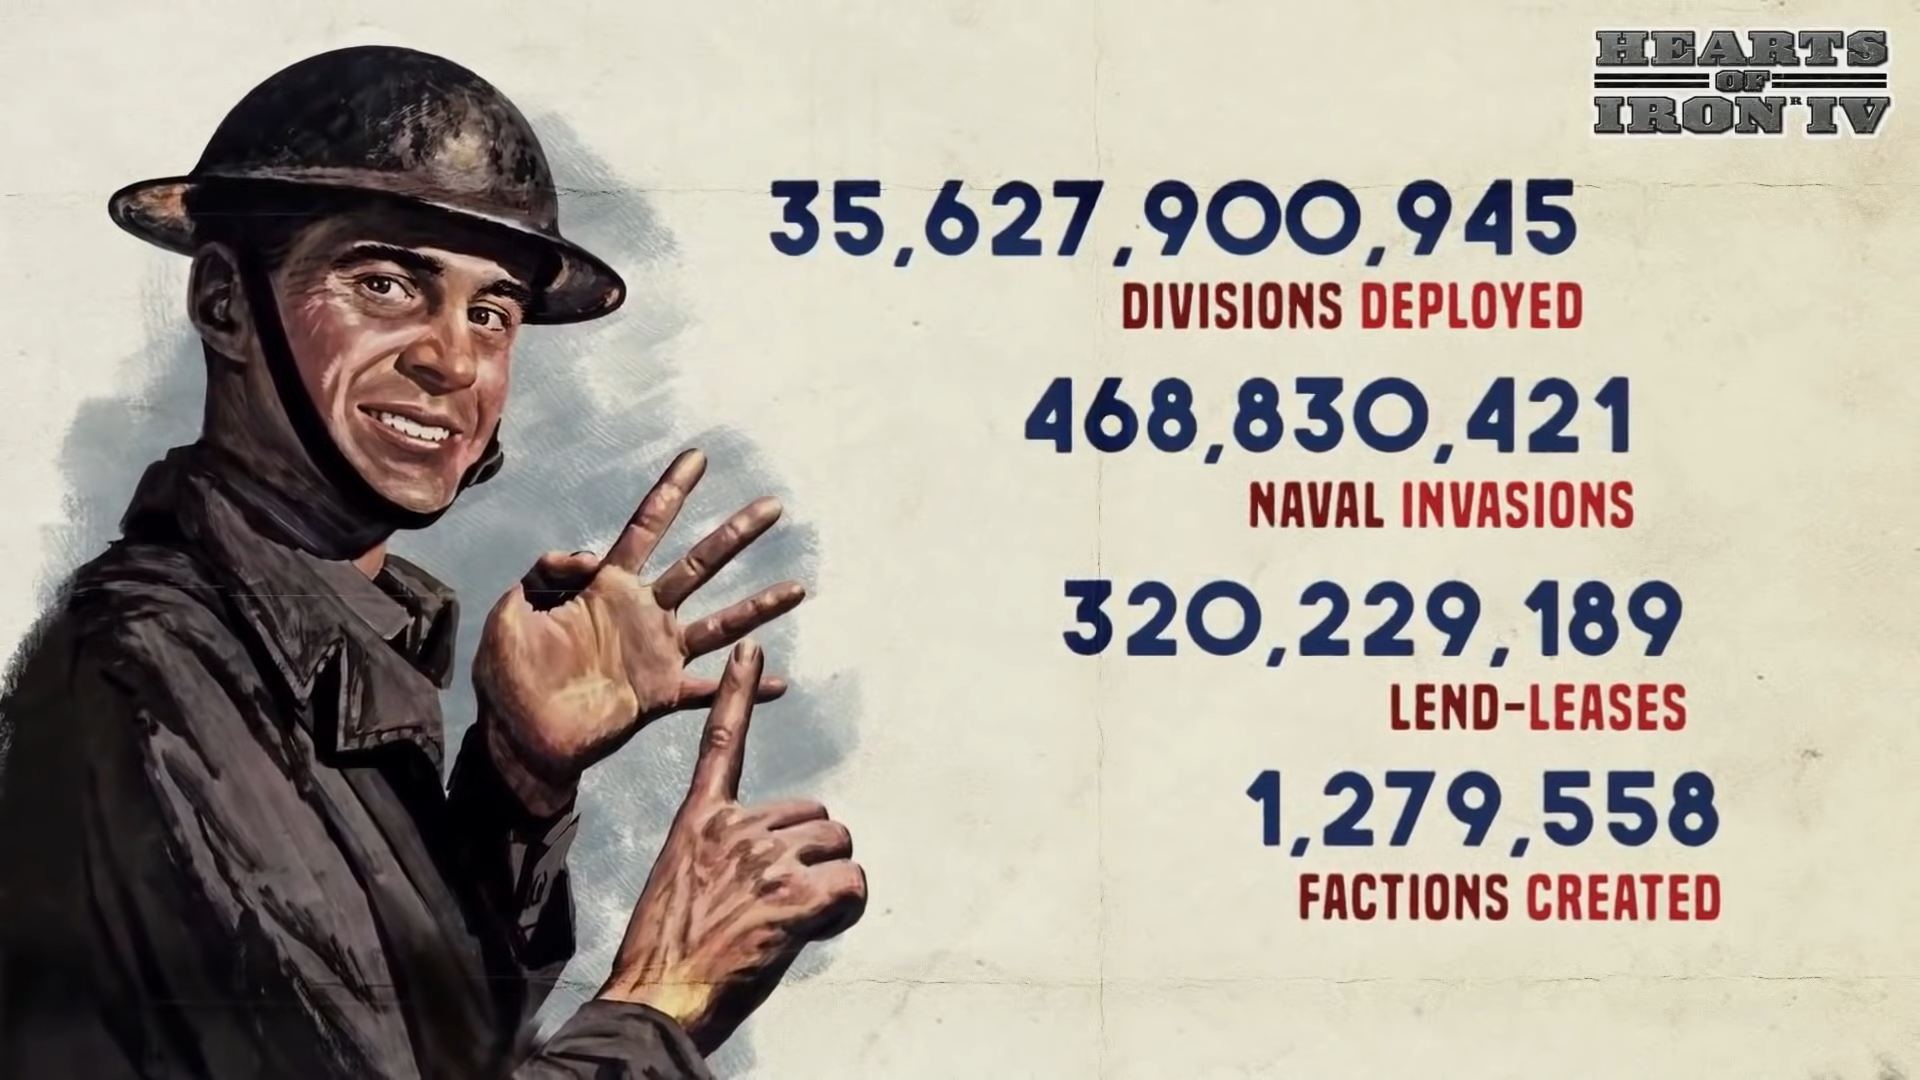 HEARTS
OF
IRON IV
35,627,900,945
DIVISIONS DEPLOYED
468,830,421
NAVAL INVASIONS
320,229,189
LEND-LEASES
1,279,558
FACTIONS CREATED